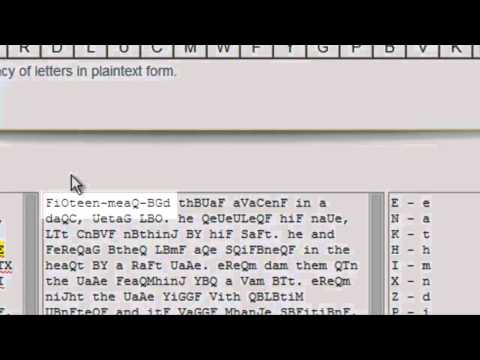 R D L U C M W F Y G P B V K
cy of letters in plaintext form.
FiOteen-meaQ-BGd thBUaF aVaCenF in a
daQC, UetaG LBO. he QeUeULeQF hiF naUe,
LTt CnBVF nBthinJ BY hiF SaFt. he and
FeReQaG BtheQ LBmF aQe SQiFBneQF in the
heaQt BY a RaFt UaAe. eReQm dam them QTn
the UaAe FeaQMhinJ YBQ a Vam BTt. eReQm
niJht the UaAe YiGGF Vith QBLBtiM
E
TX
I
E - e
N - a
K - t
H - h
I - m
X - n
Z - d
P - i